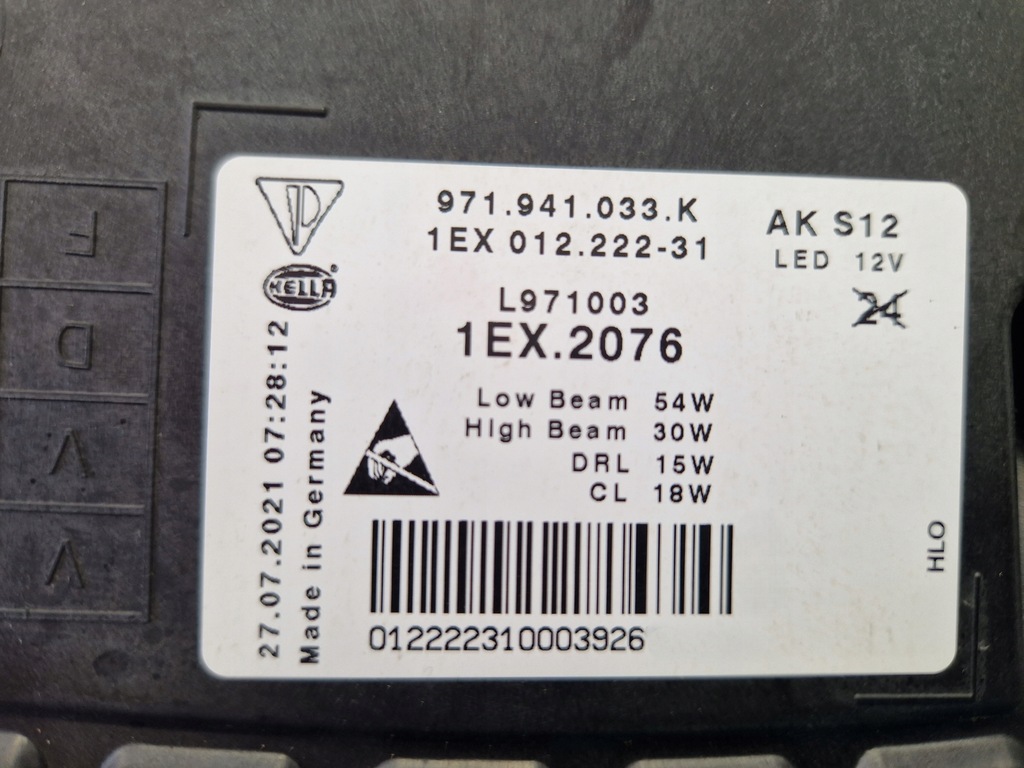 971.941.033.K
1EX 012.222-31
AK S12
LED 12V
24
HELLA
®
L971003
1EX.2076
Low Beam 54W
High Beam 30W
DRL 15W
CL 18W
27.07.2021 07:28:12
Made in Germany
HLO
012222310003926
F
D
V
V